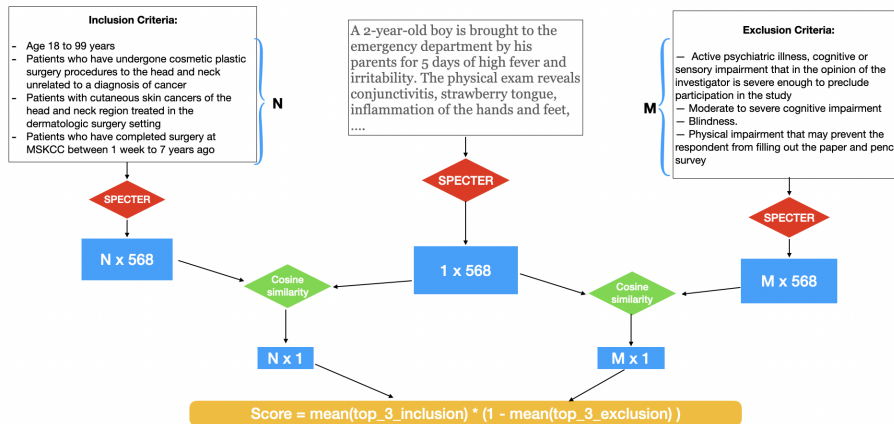 Inclusion Criteria:
- Age 18 to 99 years
- Patients who have undergone cosmetic plastic
surgery procedures to the head and neck
unrelated to a diagnosis of cancer
- Patients with cutaneous skin cancers of the
head and neck region treated in the
dermatologic surgery setting
- Patients who have completed surgery at
MSKCC between 1 week to 7 years ago
N
A 2-year-old boy is brought to the
emergency department by his
parents for 5 days of high fever and
irritability. The physical exam reveals
conjunctivitis, strawberry tongue,
inflammation of the hands and feet,
....
M
Exclusion Criteria:
— Active psychiatric illness, cognitive or
sensory impairment that in the opinion of the
investigator is severe enough to preclude
participation in the study
— Moderate to severe cognitive impairment
— Blindness.
— Physical impairment that may prevent the
respondent from filling out the paper and penc
survey
SPECTER
SPECTER
SPECTER
N x 568
1 x 568
M x 568
Cosine
similarity
Cosine
similarity
N x 1
M x 1
Score = mean(top_3_inclusion) * (1 - mean(top_3_exclusion) )